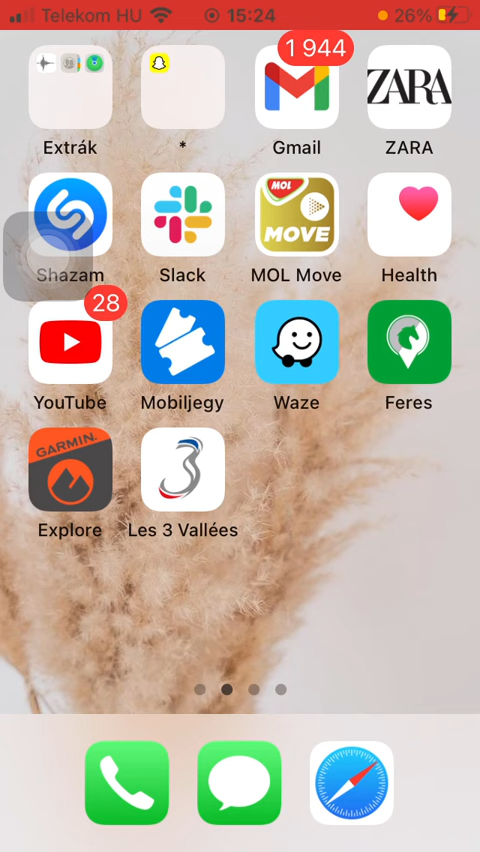 Telekom HU 15:24 26%
1 944
Extrák * Gmail ZARA
ZARA
MOL
MOVE
Shazam Slack MOL Move Health
28
YouTube Mobiljegy Waze Feres
GARMIN.
3
Explore Les 3 Vallées